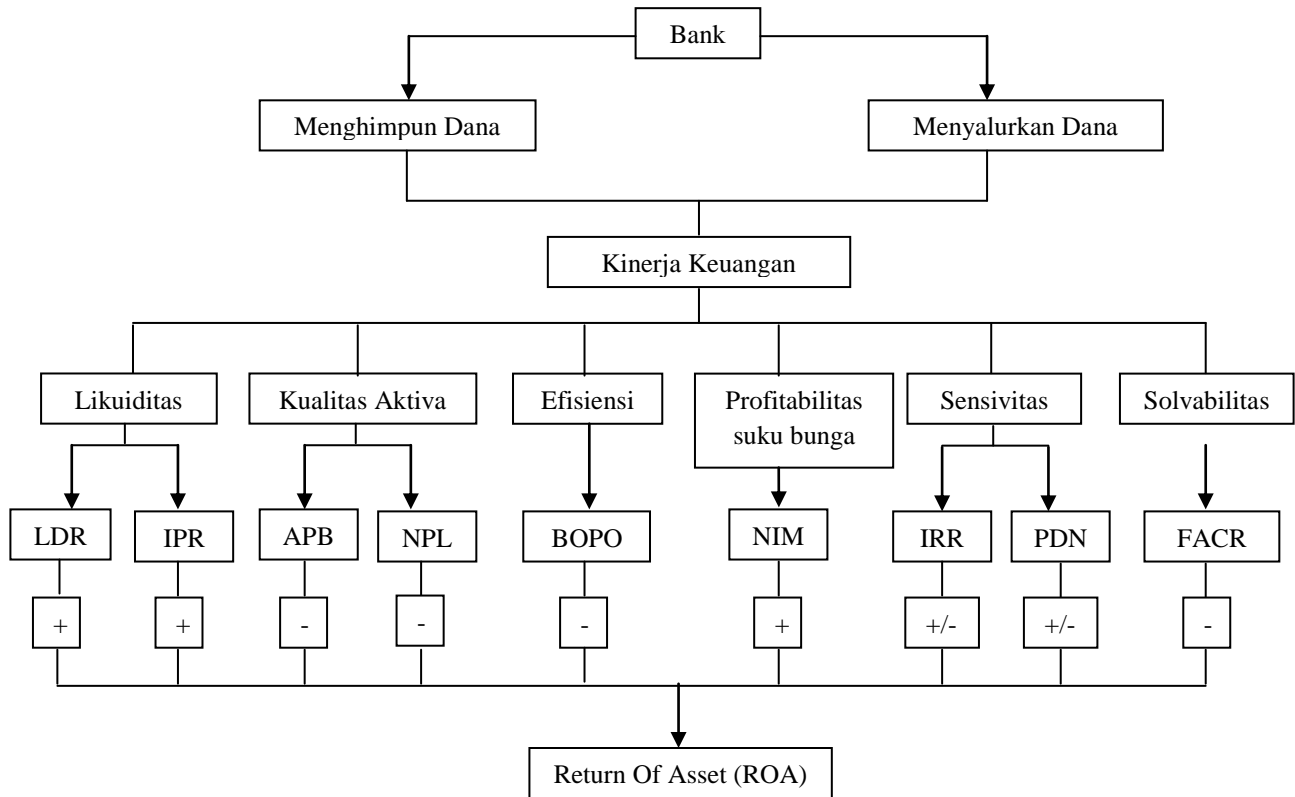 Bank
Menghimpun Dana
Menyalurkan Dana
Kinerja Keuangan
Likuiditas
Kualitas Aktiva
Efisiensi
Profitabilitas
suku bunga
Sensivitas
Solvabilitas
LDR
IPR
APB
NPL
BOPO
NIM
IRR
PDN
FACR
+
+
-
-
-
+
+/-
+/-
-
Return Of Asset (ROA)